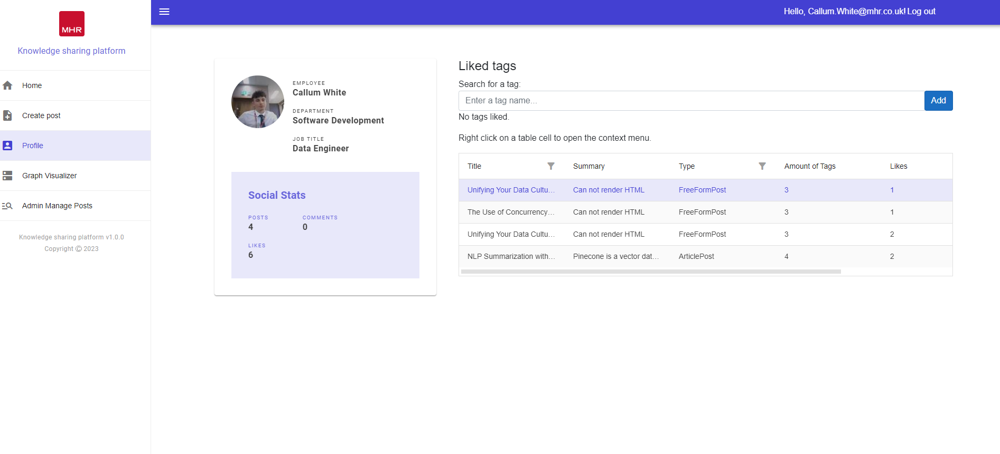 MHR
Knowledge sharing platform
Home
Create post
Profile
Graph Visualizer
Admin Manage Posts
Knowledge sharing platform v1.0.0
Copyright © 2023
Hello, Callum.White@mhr.co.uk! Log out
EMPLOYEE
Callum White
DEPARTMENT
Software Development
JOB TITLE
Data Engineer
Social Stats
POSTS COMMENTS
4 0
LIKES
6
Liked tags
Search for a tag:
Enter a tag name... Add
No tags liked.
Right click on a table cell to open the context menu.
Title Summary Type Amount of Tags Likes
Unifying Your Data Cultu... Can not render HTML FreeFormPost 3 1
The Use of Concurrency... Can not render HTML FreeFormPost 3 1
Unifying Your Data Cultu... Can not render HTML FreeFormPost 3 2
NLP Summarization with... Pinecone is a vector dat... ArticlePost 4 2